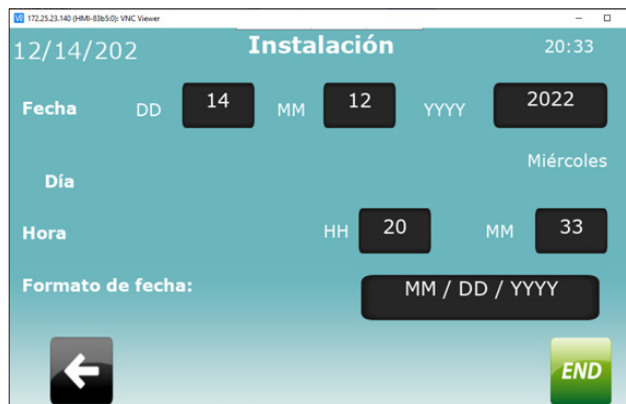 172.25.23.140 (HMI-83b5:0): VNC Viewer
12/14/202 Instalación 20:33
Fecha DD 14 MM 12 YYYY 2022
Miércoles
Día
Hora HH 20 MM 33
Formato de fecha: MM / DD / YYYY
END